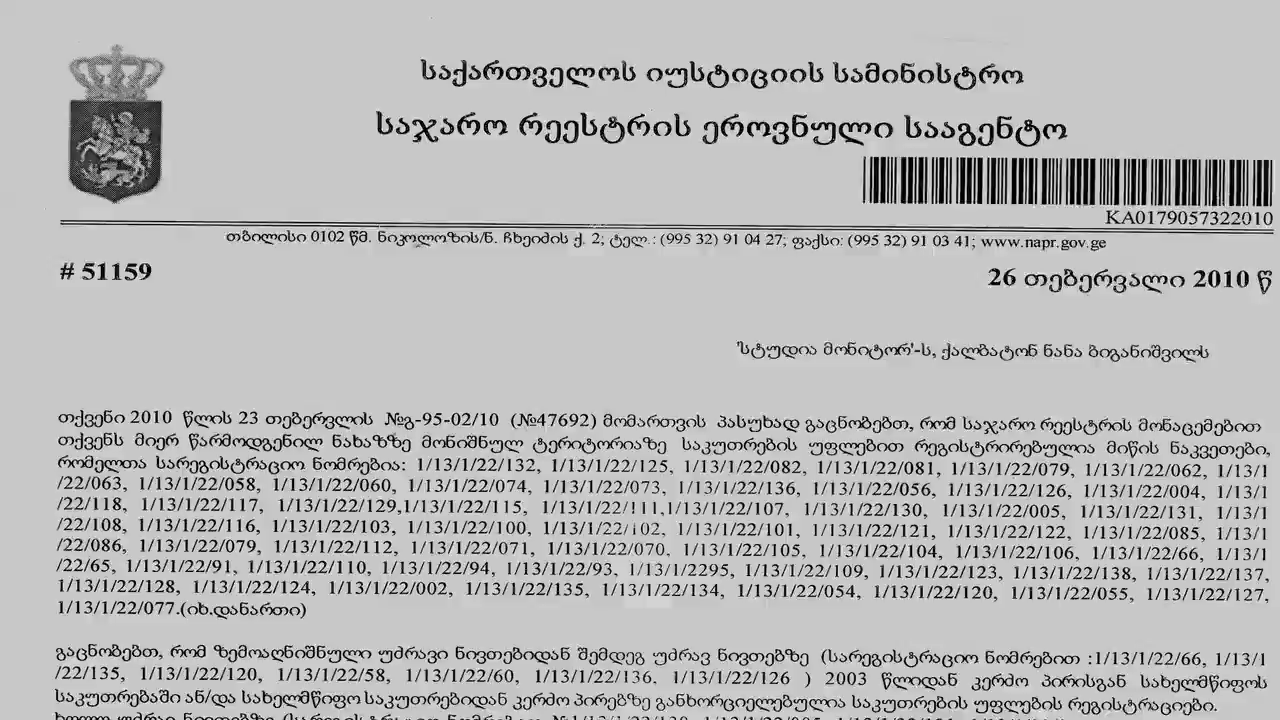 საქართველოს იუსტიციის სამინისტრო
საჯარო რეესტრის ეროვნული სააგენტო
KA0179057322010
თბილისი 0102 წმ. ნიკოლოზის/ნ. ჩხეიძის ქ. 2; ტელ.: (995 32) 91 04 27; ფაქსი: (995 32) 91 03 41; www.napr.gov.ge
# 51159
26 თებერვალი 2010 წ
'სტუდია მონიტორ'-ს, ქალბატონ ნანა ბიგანიშვილს
თქვენი 2010 წლის 23 თებერვლის №გ-95-02/10 (№47692) მომართვის პასუხად გაცნობებთ, რომ საჯარო რეესტრის მონაცემებით
თქვენს მიერ წარმოდგენილ ნახაზზე მონიშნულ ტერიტორიაზე საკუთრების უფლებით რეგისტრირებულია მიწის ნაკვეთები,
რომელთა სარეგისტრაციო ნომრებია: 1/13/1/22/132, 1/13/1/22/125, 1/13/1/22/082, 1/13/1/22/081, 1/13/1/22/079, 1/13/1/22/062, 1/13/1
/22/063, 1/13/1/22/058, 1/13/1/22/060, 1/13/1/22/074, 1/13/1/22/073, 1/13/1/22/136, 1/13/1/22/056, 1/13/1/22/126, 1/13/1/22/004, 1/13/1
/22/118, 1/13/1/22/117, 1/13/1/22/129,1/13/1/22/115, 1/13/1/22/111,1/13/1/22/107, 1/13/1/22/130, 1/13/1/22/005, 1/13/1/22/131, 1/13/1
/22/108, 1/13/1/22/116, 1/13/1/22/103, 1/13/1/22/100, 1/13/1/22/102, 1/13/1/22/101, 1/13/1/22/121, 1/13/1/22/122, 1/13/1/22/085, 1/13/1
/22/086, 1/13/1/22/079, 1/13/1/22/112, 1/13/1/22/071, 1/13/1/22/070, 1/13/1/22/105, 1/13/1/22/104, 1/13/1/22/106, 1/13/1/22/66, 1/13/1
/22/65, 1/13/1/22/91, 1/13/1/22/110, 1/13/1/22/94, 1/13/1/22/93, 1/13/1/2295, 1/13/1/22/109, 1/13/1/22/123, 1/13/1/22/138, 1/13/1/22/137,
1/13/1/22/128, 1/13/1/22/124, 1/13/1/22/002, 1/13/1/22/135, 1/13/1/22/134, 1/13/1/22/054, 1/13/1/22/120, 1/13/1/22/055, 1/13/1/22/127,
1/13/1/22/077.(იხ.დანართი)
გაცნობებთ, რომ ზემოაღნიშნული უძრავი ნივთებიდან შემდეგ უძრავ ნივთებზე (სარეგისტრაციო ნომრებით :1/13/1/22/66, 1/13/1
/22/135, 1/13/1/22/120, 1/13/1/22/58, 1/13/1/22/60, 1/13/1/22/136, 1/13/1/22/126 ) 2003 წლიდან კერძო პირისგან სახელმწიფოს
საკუთრებაში ან/და სახელმწიფო საკუთრებიდან კერძო პირებზე განხორციელებულია საკუთრების უფლების რეგისტრაციები.